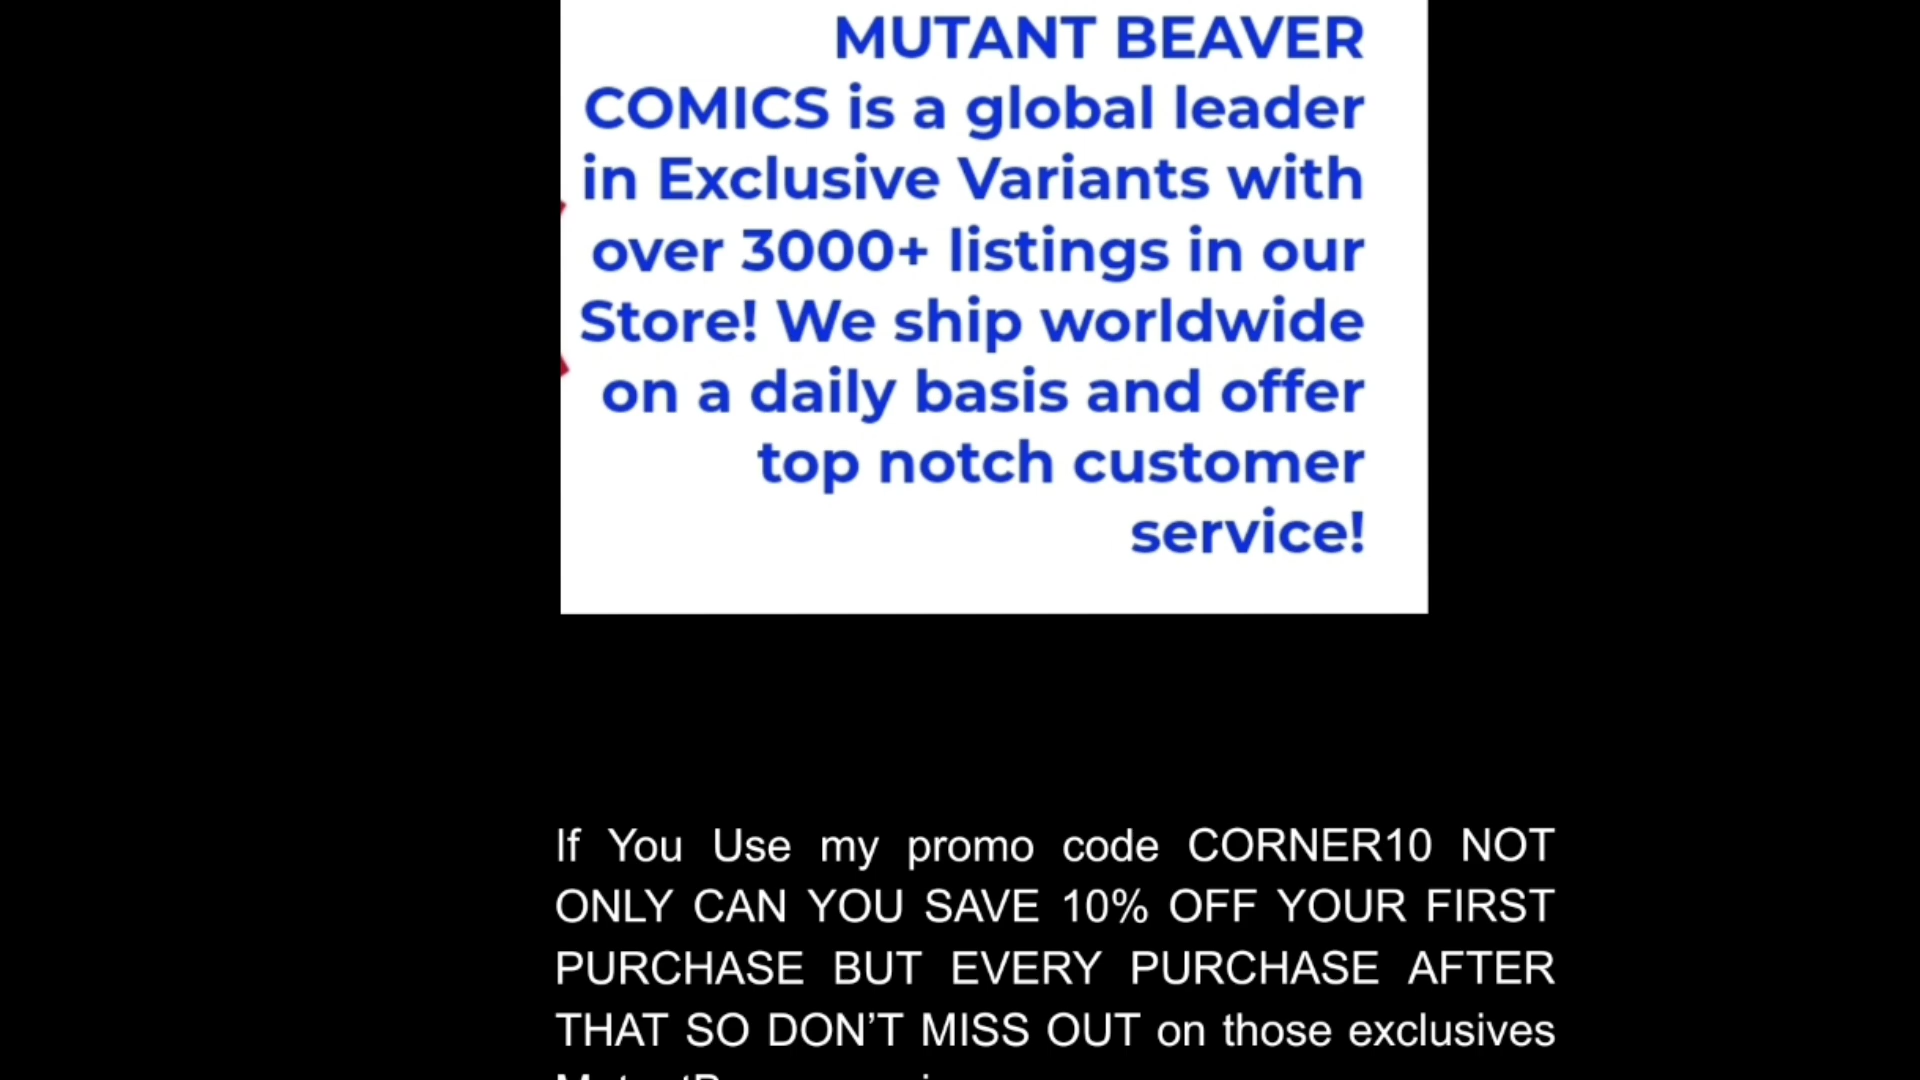 MUTANT BEAVER
COMICS is a global leader
in Exclusive Variants with
over 3000+ listings in our
Store! We ship worldwide
on a daily basis and offer
top notch customer
service!
If You Use my promo code CORNER10 NOT
ONLY CAN YOU SAVE 10% OFF YOUR FIRST
PURCHASE BUT EVERY PURCHASE AFTER
THAT SO DON’T MISS OUT on those exclusives